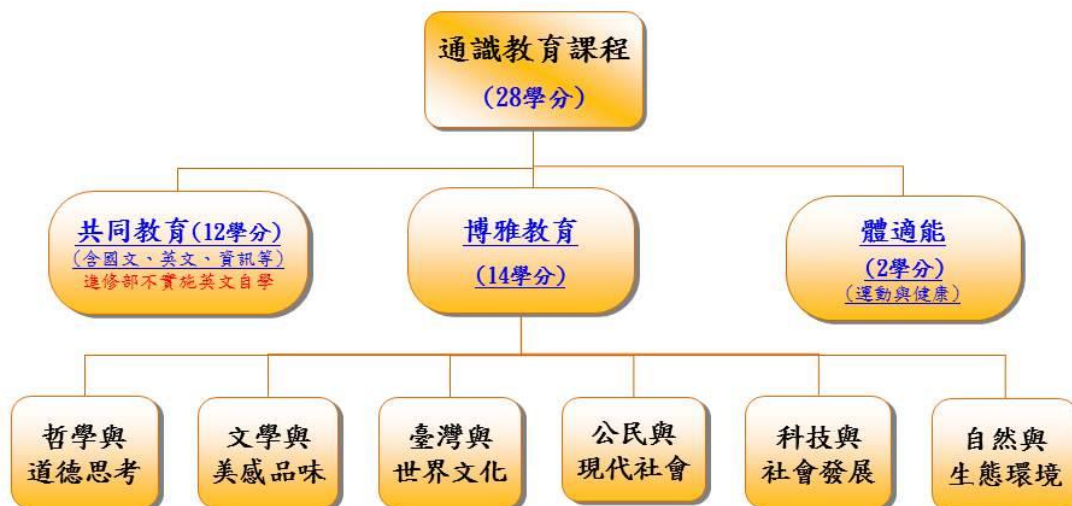 通識教育課程
(28學分)
共同教育(12學分)
(含國文、英文、資訊等)
進修部不實施英文自學
博雅教育
(14學分)
體適能
(2學分)
(運動與健康)
哲學與
道德思考
文學與
美感品味
臺灣與
世界文化
公民與
現代社會
科技與
社會發展
自然與
生態環境